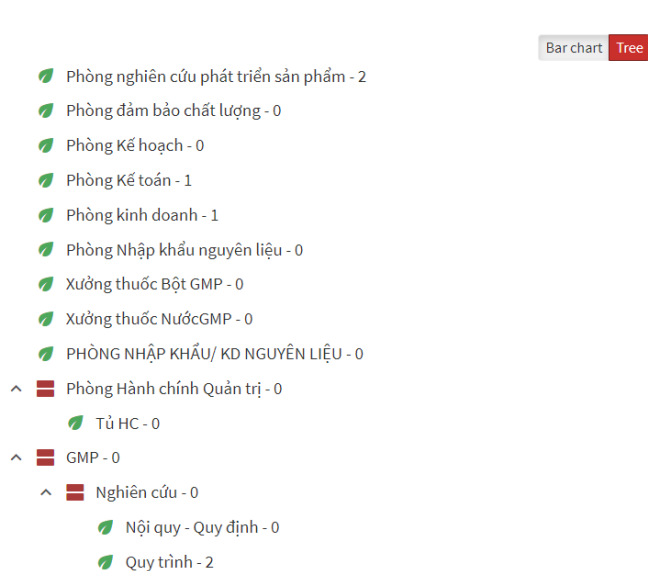 Bar chart Tree
Phòng nghiên cứu phát triển sản phẩm - 2
Phòng đảm bảo chất lượng - 0
Phòng Kế hoạch - 0
Phòng Kế toán - 1
Phòng kinh doanh - 1
Phòng Nhập khẩu nguyên liệu - 0
Xưởng thuốc Bột GMP - 0
Xưởng thuốc NướcGMP - 0
PHÒNG NHẬP KHẨU/ KD NGUYÊN LIỆU - 0
Phòng Hành chính Quản trị - 0
Tủ HC - 0
GMP - 0
Nghiên cứu - 0
Nội quy - Quy định - 0
Quy trình - 2